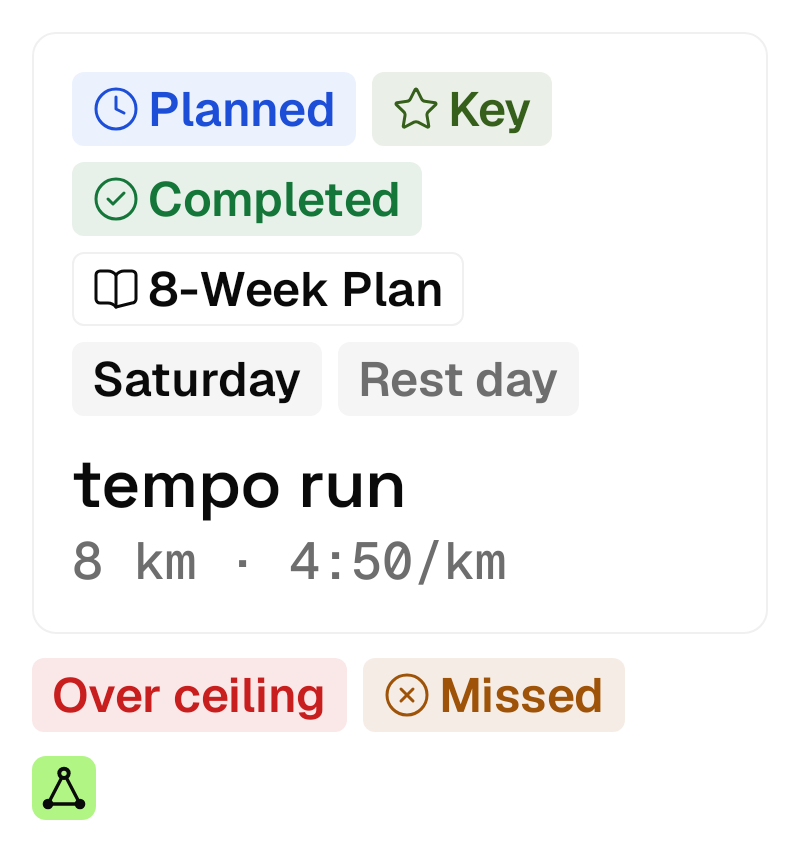 Planned Key
Completed
8-Week Plan
Saturday Rest day
tempo run
8 km · 4:50/km
Over ceiling Missed